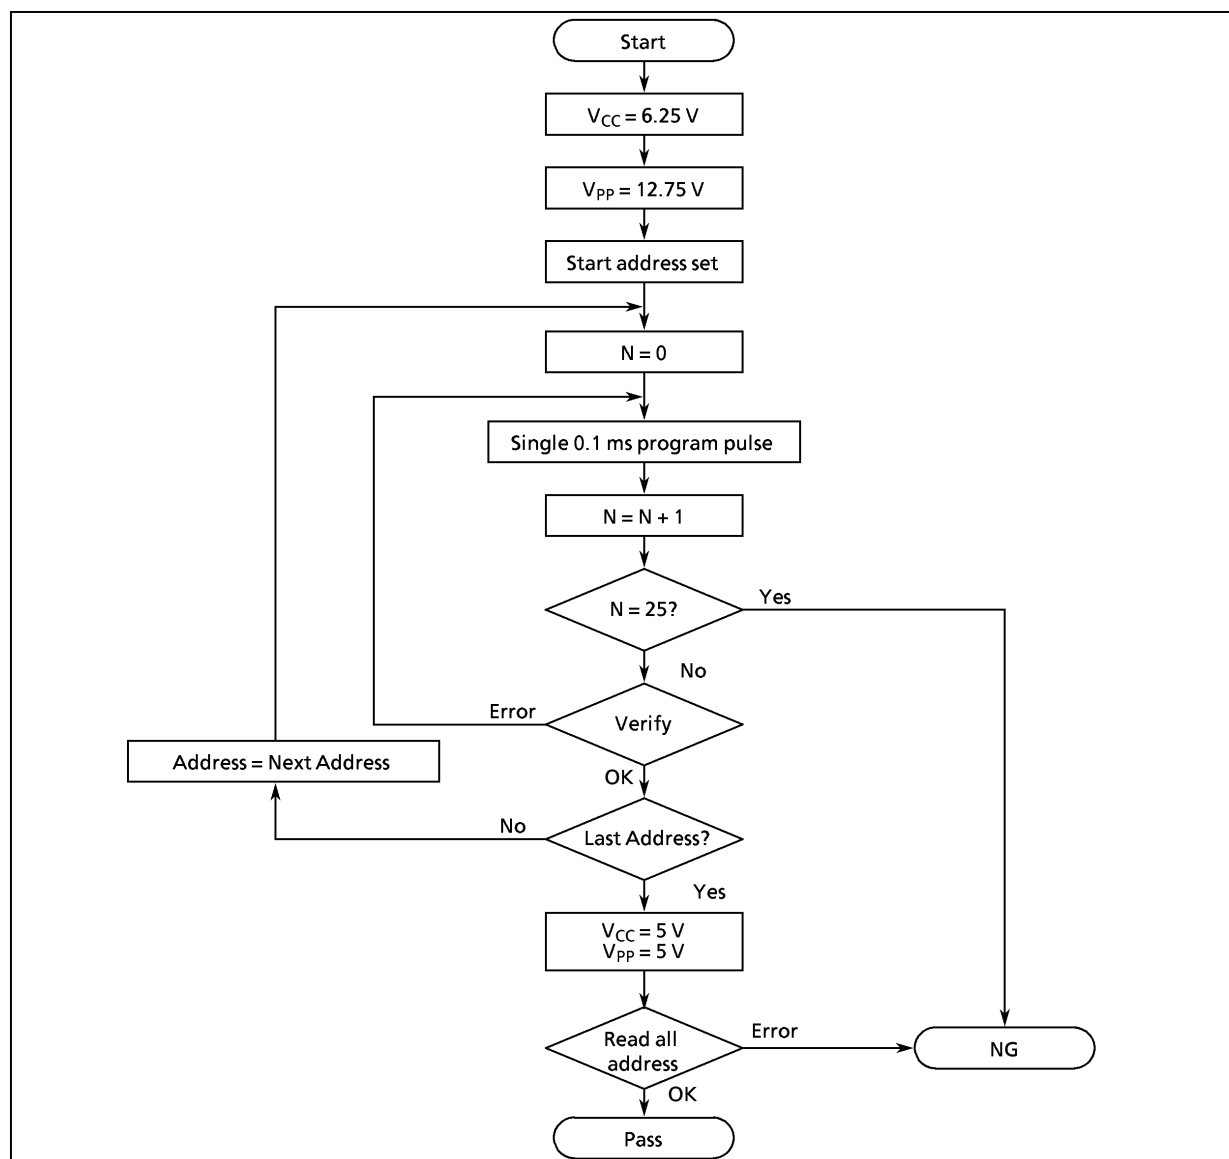 Start
VCC = 6.25 V
VPP = 12.75 V
Start address set
N = 0
Single 0.1 ms program pulse
N = N + 1
N = 25?
Yes
No
Verify
Error
OK
Address = Next Address
Last Address?
No
Yes
VCC = 5 V
VPP = 5 V
Read all
address
Error
NG
OK
Pass